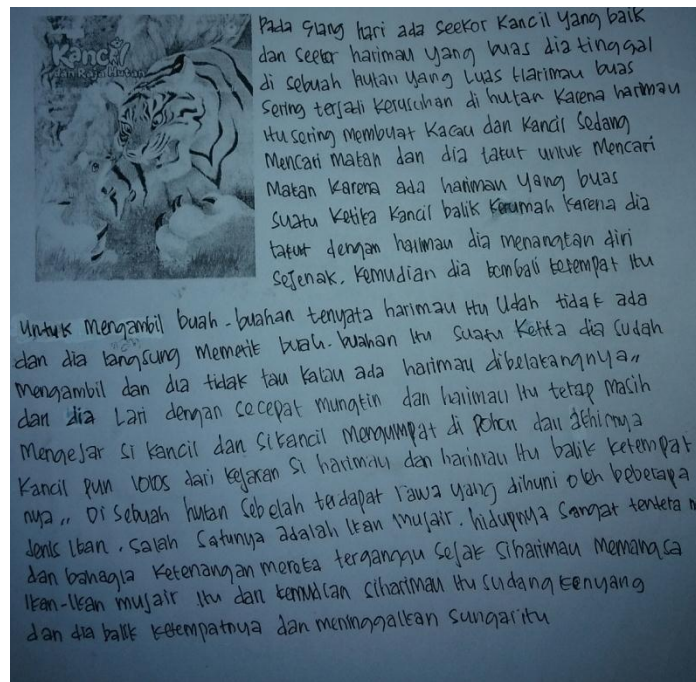 Kancil
dan Raja Hutan
Pada siang hari ada seekor kancil yang baik
dan seekor harimau yang buas dia tinggal
di sebuah hutan yang Luas Harimau buas
sering terjadi kerusuhan di hutan karena harimau
itu sering membuat kacau dan kancil sedang
Mencari makan dan dia takut untuk mencari
Makan karena ada harimau yang buas
suatu ketika kancil balik kerumah karena dia
takut dengan harimau dia menangkan diri
sejenak. kemudian dia kembali ketempat itu
untuk mengambil buah-buahan tenyata harimau itu udah tidak ada
dan dia langsung memetik buah-buahan itu suatu ketika dia sudah
mengambil dan dia tidak tau kalau ada harimau dibelakangnya,,
dan dia Lari dengan secepat mungkin dan harimau itu tetap masih
Mengejar si kancil dan sikancil mengumpat di pohon dan akhirnya
Kancil pun lolos dari kejaran si harimau dan harimau itu balik ketempat
nya,, Di sebuah hutan sebelah terdapat rawa yang dihuni oleh beberapa
Jenis Ikan. salah satunya adalah Ikan mujair. hidupnya sangat tentera m
dan bahagia ketenangan mereka terganggu sejak siharimau memangsa
Ikan-Ikan mujair itu dan kemudian siharimau itu sudang kenyang
dan dia balik ketempatnya dan meninggalkan sungai itu